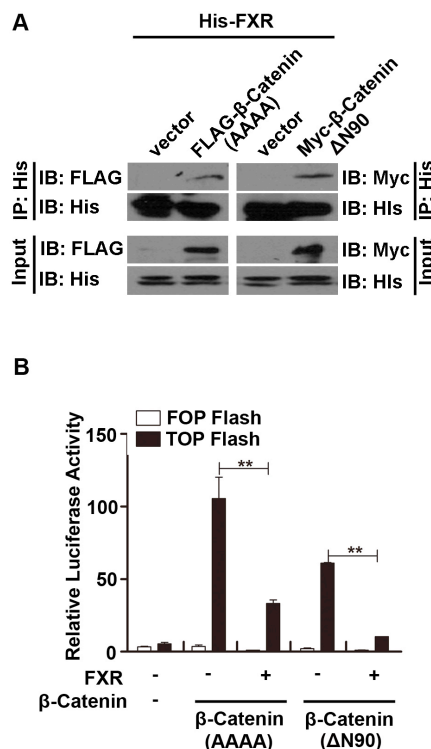 A
His-FXR
vector
FLAG-β-Catenin
(AAAA)
vector
Myc-β-Catenin
ΔN90
IP: His
IB: FLAG
IB: Myc
IP: His
IB: His
IB: HIs
Input
IB: FLAG
IB: Myc
Input
IB: His
IB: HIs
B
FOP Flash
TOP Flash
Relative Luciferase Activity
150
100
50
0
**
**
FXR - - + - +
β-Catenin -
β-Catenin β-Catenin
(AAAA) (ΔN90)